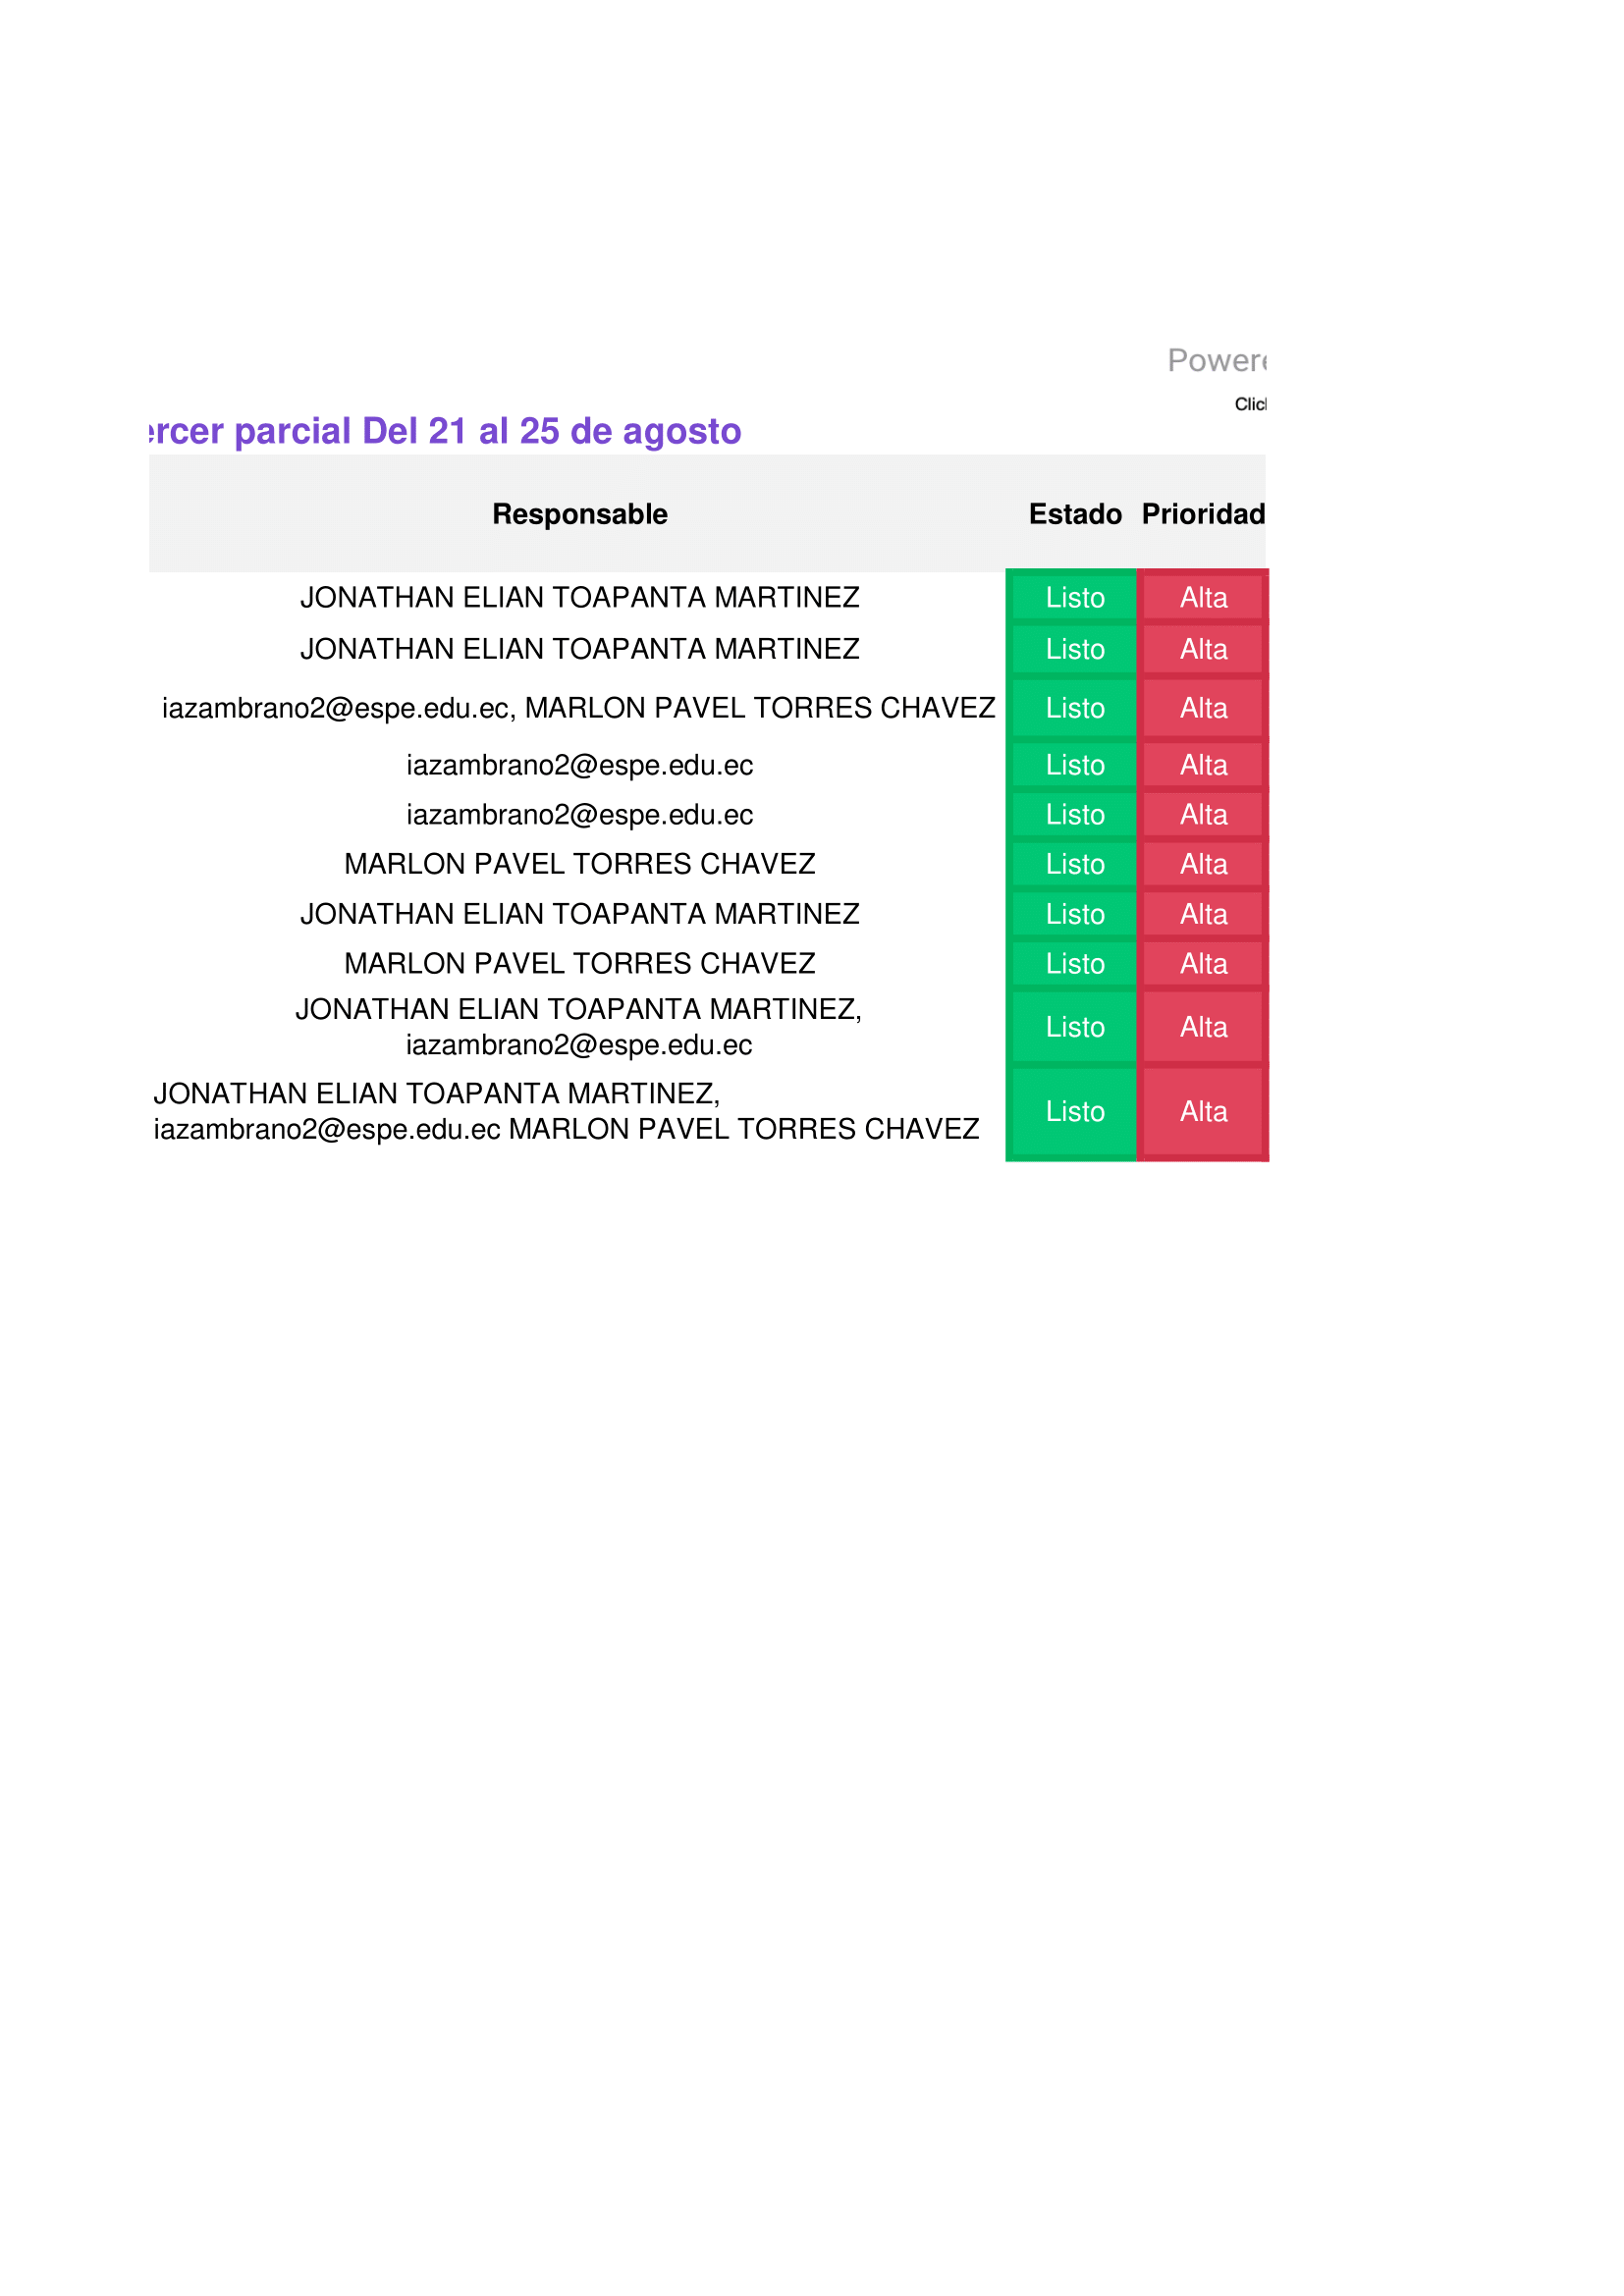 Powere
Clic
ercer parcial Del 21 al 25 de agosto
Responsable Estado Prioridad
JONATHAN ELIAN TOAPANTA MARTINEZ Listo Alta
JONATHAN ELIAN TOAPANTA MARTINEZ Listo Alta
iazambrano2@espe.edu.ec, MARLON PAVEL TORRES CHAVEZ Listo Alta
iazambrano2@espe.edu.ec Listo Alta
iazambrano2@espe.edu.ec Listo Alta
MARLON PAVEL TORRES CHAVEZ Listo Alta
JONATHAN ELIAN TOAPANTA MARTINEZ Listo Alta
MARLON PAVEL TORRES CHAVEZ Listo Alta
JONATHAN ELIAN TOAPANTA MARTINEZ,
iazambrano2@espe.edu.ec Listo Alta
JONATHAN ELIAN TOAPANTA MARTINEZ,
iazambrano2@espe.edu.ec MARLON PAVEL TORRES CHAVEZ Listo Alta